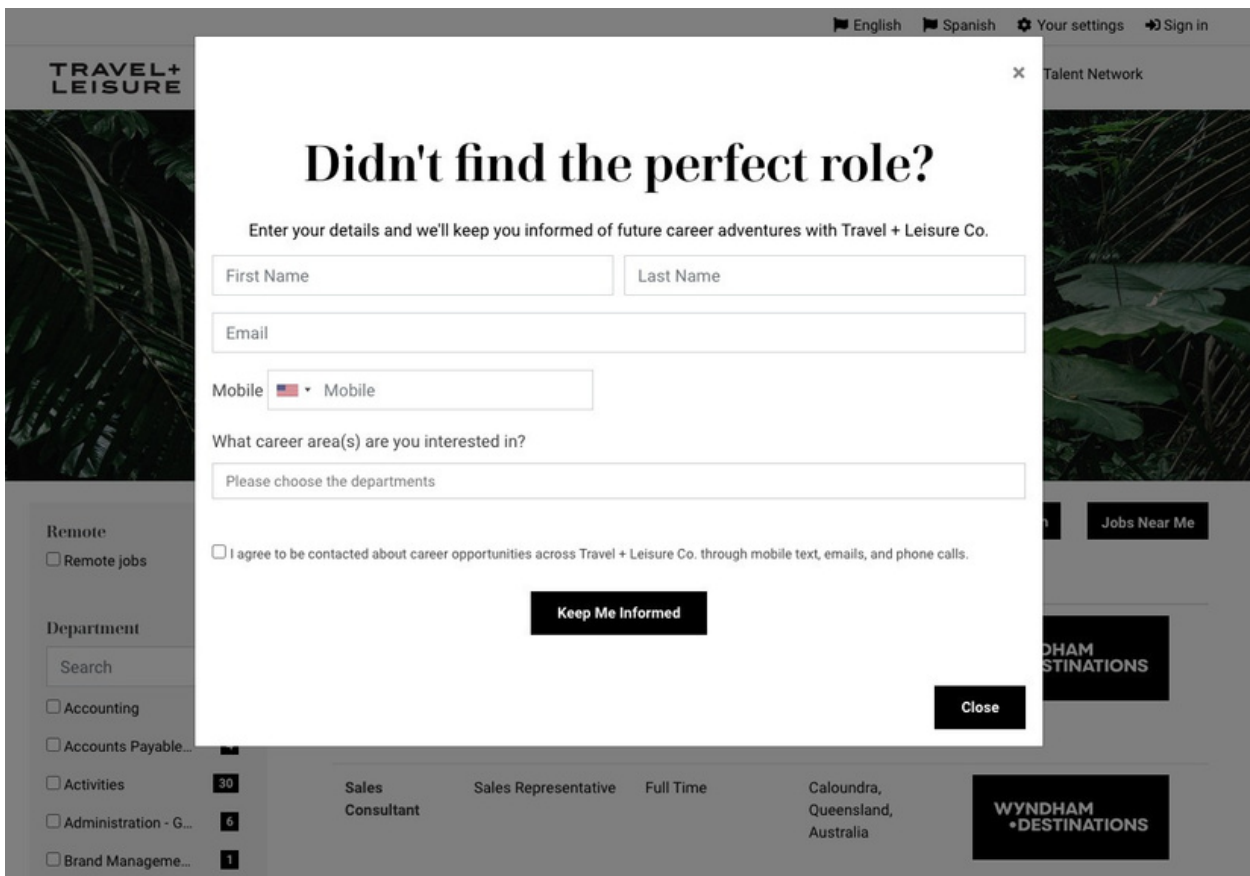 English Spanish Your settings Sign in
TRAVEL+
LEISURE
×
Talent Network
Didn't find the perfect role?
Enter your details and we'll keep you informed of future career adventures with Travel + Leisure Co.
First Name Last Name
Email
Mobile Mobile
What career area(s) are you interested in?
Please choose the departments
I agree to be contacted about career opportunities across Travel + Leisure Co. through mobile text, emails, and phone calls.
Keep Me Informed
Close
Jobs Near Me
Remote
Remote jobs
Department
Search
Accounting
Accounts Payable...
Activities 30
Administration - G... 6
Brand Manageme... 1
DHAM
STINATIONS
Sales Sales Representative Full Time Caloundra,
Consultant Queensland,
Australia
WYNDHAM
•DESTINATIONS